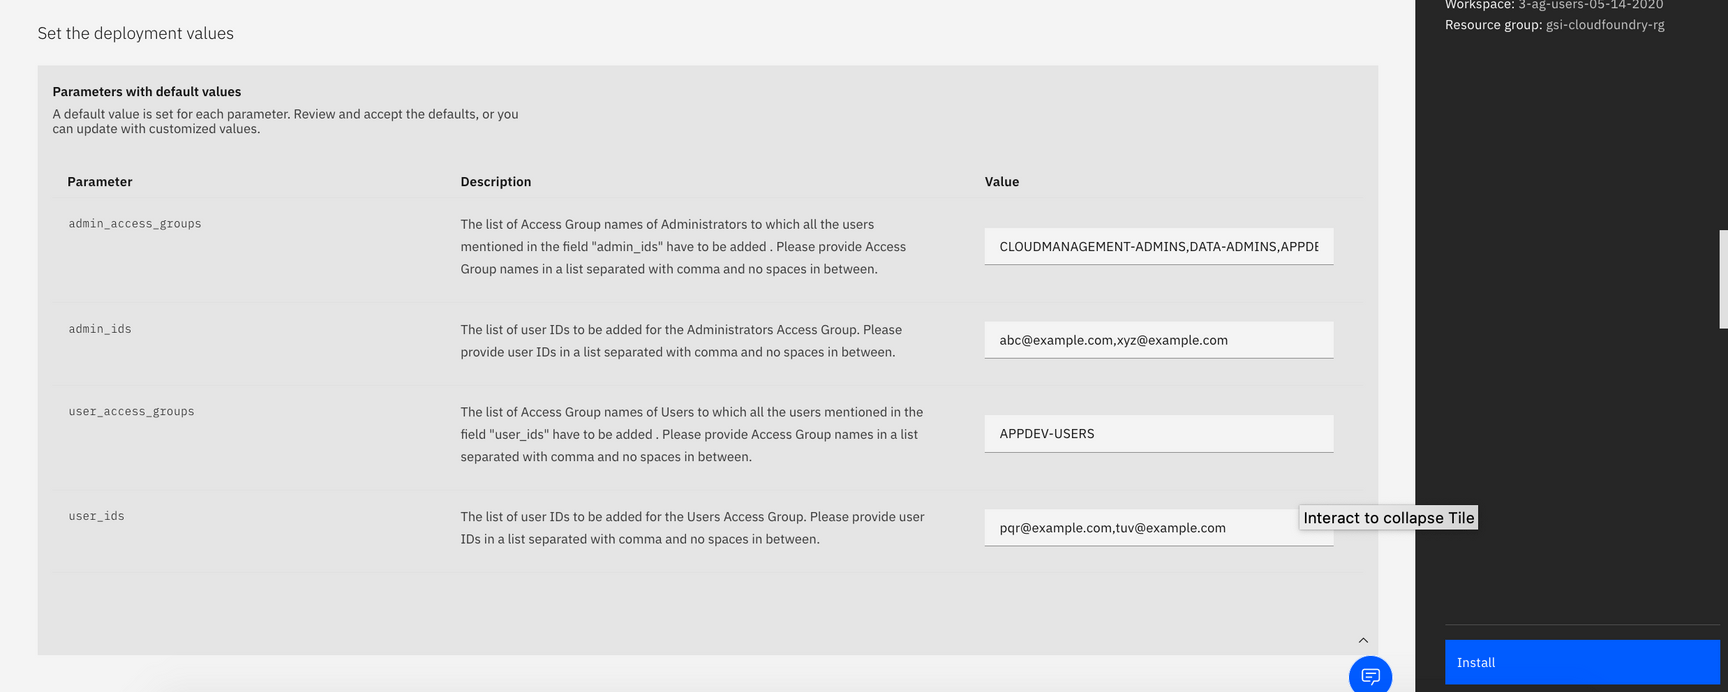 Workspace: 3-ag-users-05-14-2020
Resource group: gsi-cloudfoundry-rg
Set the deployment values
Parameters with default values
A default value is set for each parameter. Review and accept the defaults, or you
can update with customized values.
Parameter Description Value
admin_access_groups
The list of Access Group names of Administrators to which all the users
mentioned in the field "admin_ids" have to be added . Please provide Access
Group names in a list separated with comma and no spaces in between.
CLOUDMANAGEMENT-ADMINS,DATA-ADMINS,APPDE
admin_ids
The list of user IDs to be added for the Administrators Access Group. Please
provide user IDs in a list separated with comma and no spaces in between.
abc@example.com,xyz@example.com
user_access_groups
The list of Access Group names of Users to which all the users mentioned in the
field "user_ids" have to be added . Please provide Access Group names in a list
separated with comma and no spaces in between.
APPDEV-USERS
user_ids
The list of user IDs to be added for the Users Access Group. Please provide user
IDs in a list separated with comma and no spaces in between.
pqr@example.com,tuv@example.com
Interact to collapse Tile
Install